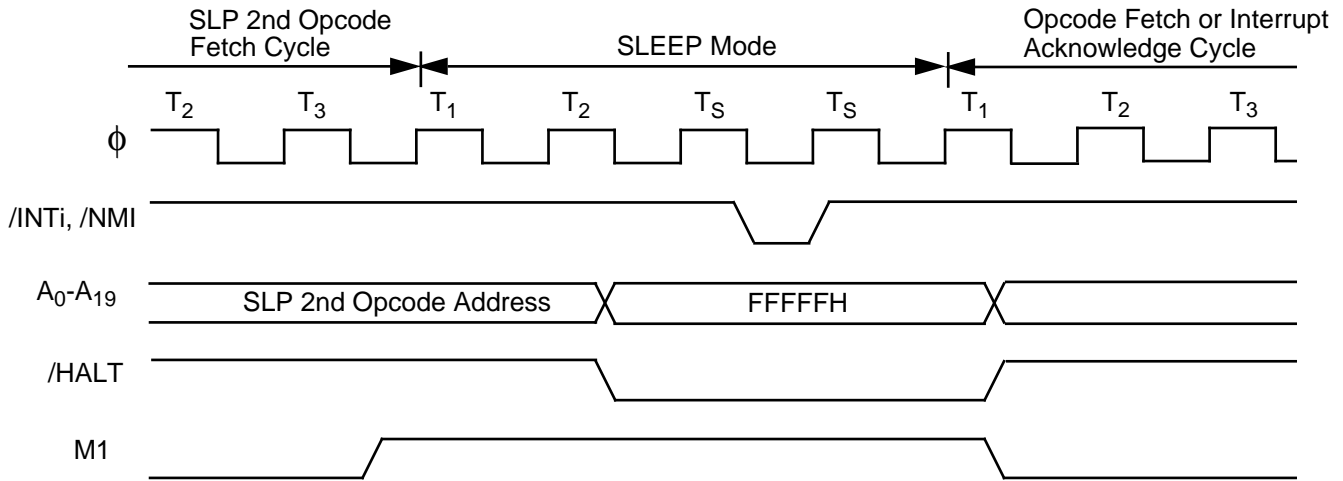 SLP 2nd Opcode
Fetch Cycle
SLEEP Mode
Opcode Fetch or Interrupt
Acknowledge Cycle
T2 T3 T1 T2 TS TS T1 T2 T3
ϕ
/INTi, /NMI
A0-A19 SLP 2nd Opcode Address FFFFFH
/HALT
M1